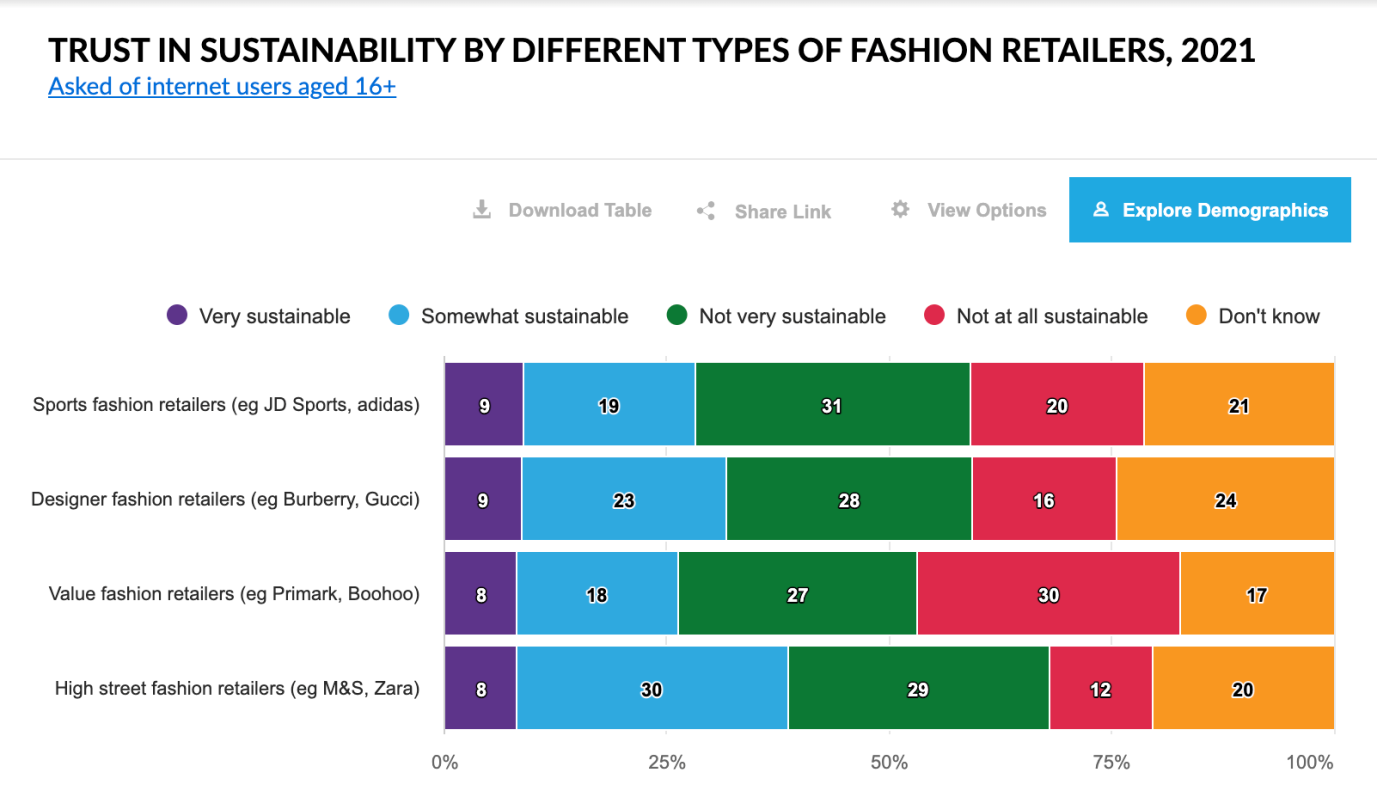 TRUST IN SUSTAINABILITY BY DIFFERENT TYPES OF FASHION RETAILERS, 2021
Asked of internet users aged 16+
Download Table Share Link View Options Explore Demographics
Very sustainable Somewhat sustainable Not very sustainable Not at all sustainable Don't know
Sports fashion retailers (eg JD Sports, adidas) 9 19 31 20 21
Designer fashion retailers (eg Burberry, Gucci) 9 23 28 16 24
Value fashion retailers (eg Primark, Boohoo) 8 18 27 30 17
High street fashion retailers (eg M&S, Zara) 8 30 29 12 20
0% 25% 50% 75% 100%